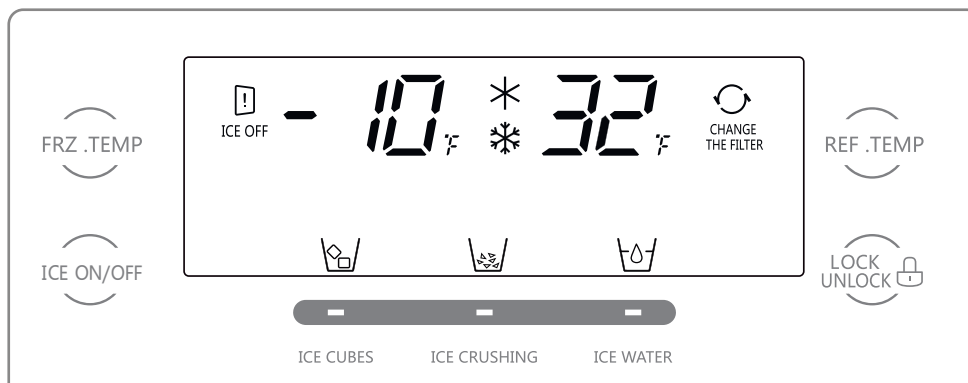 FRZ .TEMP
ICE ON/OFF
ICE OFF
- 10 °F
32 °F
CHANGE
THE FILTER
REF .TEMP
LOCK
UNLOCK
ICE CUBES
ICE CRUSHING
ICE WATER